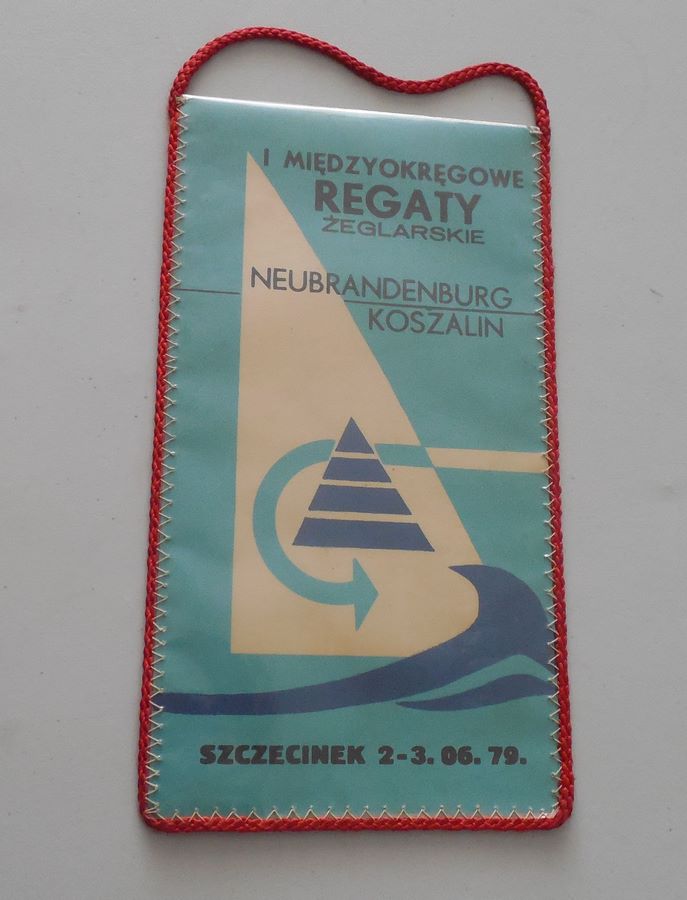 I MIĘDZYOKRĘGOWE
REGATY
ŻEGLARSKIE
NEUBRANDENBURG
KOSZALIN
SZCZECINEK 2-3. 06. 79.